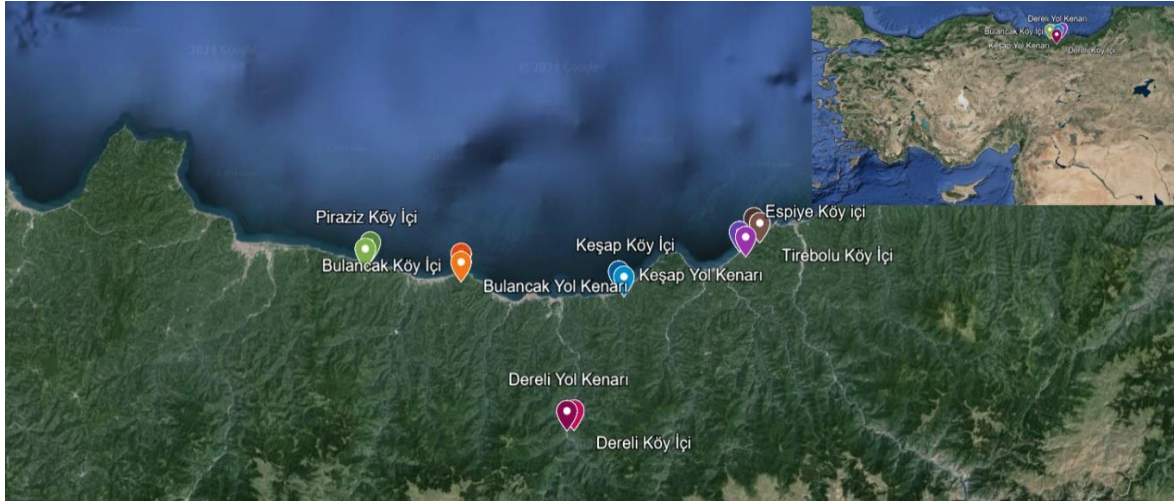 Dereli Yol Kenarı
Bulancak Köy İçi
Keşap Yol Kenarı
Dereli Köy İçi
Piraziz Köy İçi
Espiye Köy içi
Keşap Köy İçi
Tirebolu Köy İçi
Bulancak Köy İçi
Keşap Yol Kenarı
Bulancak Yol Kenarı
Dereli Yol Kenarı
Dereli Köy İçi